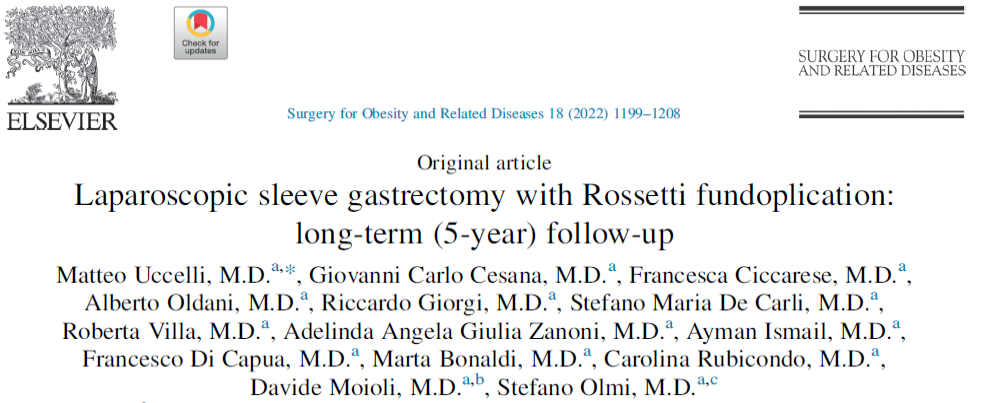 Check for
updates
ELSEVIER
SURGERY FOR OBESITY
AND RELATED DISEASES
Surgery for Obesity and Related Diseases 18 (2022) 1199–1208
Original article
Laparoscopic sleeve gastrectomy with Rossetti fundoplication:
long-term (5-year) follow-up
Matteo Uccelli, M.D.a,*, Giovanni Carlo Cesana, M.D.a, Francesca Ciccarese, M.D.a,
Alberto Oldani, M.D.a, Riccardo Giorgi, M.D.a, Stefano Maria De Carli, M.D.a,
Roberta Villa, M.D.a, Adelinda Angela Giulia Zanoni, M.D.a, Ayman Ismail, M.D.a,
Francesco Di Capua, M.D.a, Marta Bonaldi, M.D.a, Carolina Rubicondo, M.D.a,
Davide Moioli, M.D.a,b, Stefano Olmi, M.D.a,c